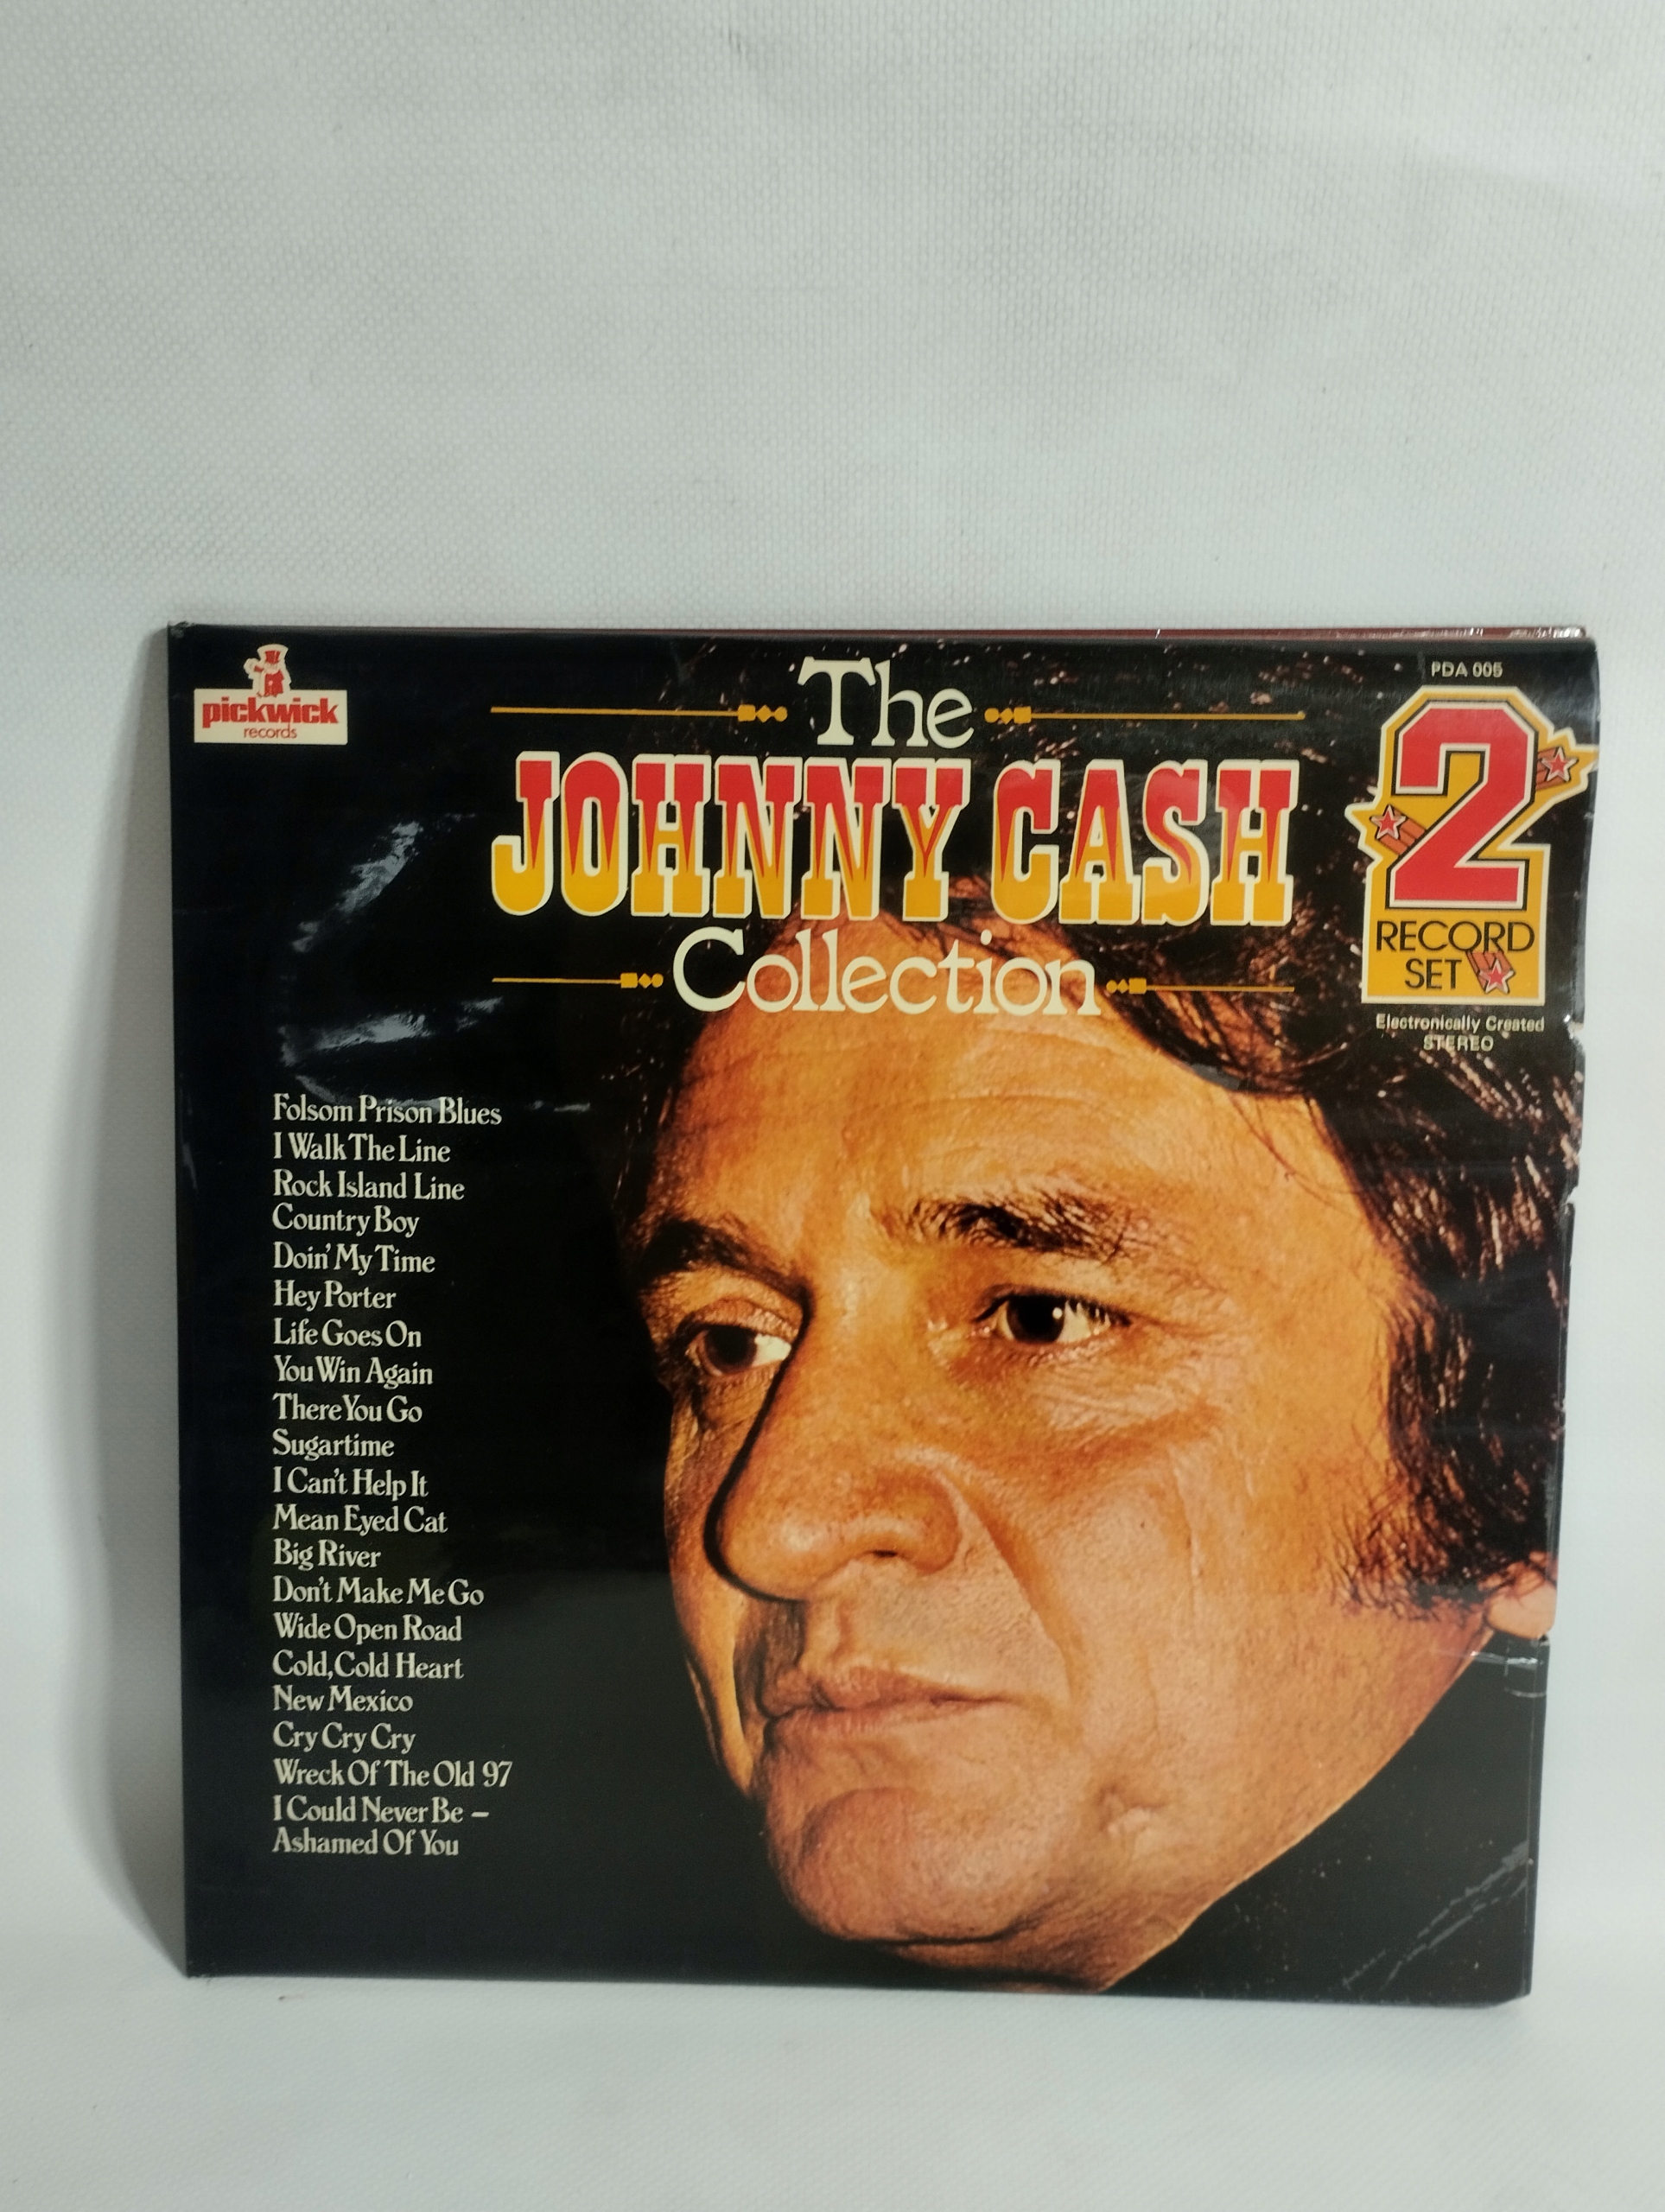 pickwick
records
The
JOHNNY CASH
Collection
PDA 005
2
RECORD
SET
Electronically Created
STEREO
Folsom Prison Blues
I Walk The Line
Rock Island Line
Country Boy
Doin' My Time
Hey Porter
Life Goes On
You Win Again
There You Go
Sugartime
I Can't Help It
Mean Eyed Cat
Big River
Don't Make Me Go
Wide Open Road
Cold, Cold Heart
New Mexico
Cry Cry Cry
Wreck Of The Old 97
I Could Never Be –
Ashamed Of You